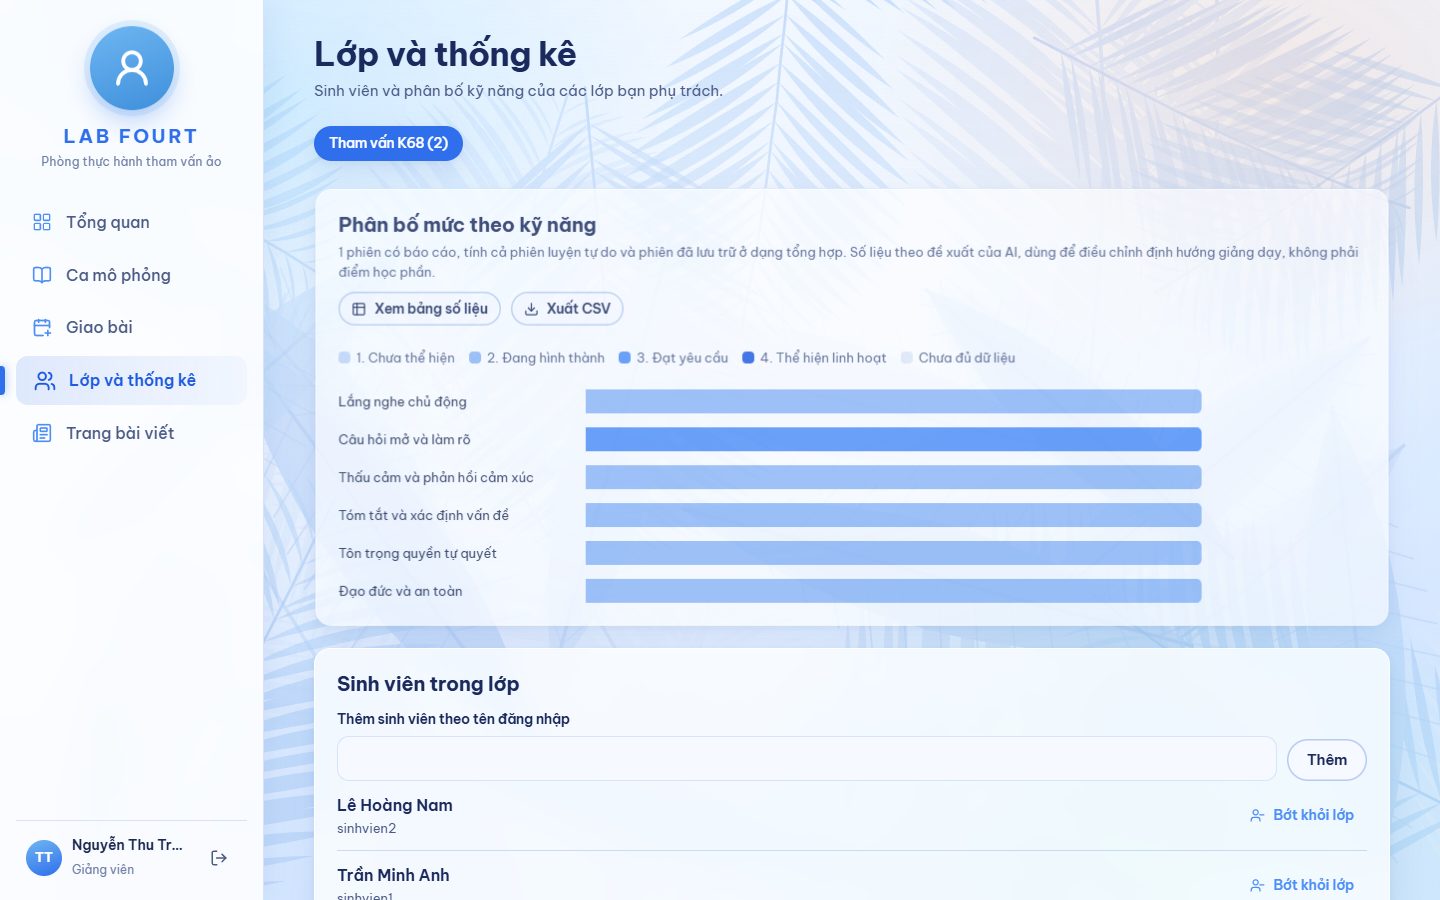 LAB FOURT
Phòng thực hành tham vấn ảo
Tổng quan
Ca mô phỏng
Giao bài
Lớp và thống kê
Trang bài viết
TT
Nguyễn Thu Tr...
Giảng viên
Lớp và thống kê
Sinh viên và phân bố kỹ năng của các lớp bạn phụ trách.
Tham vấn K68 (2)
Phân bố mức theo kỹ năng
1 phiên có báo cáo, tính cả phiên luyện tự do và phiên đã lưu trữ ở dạng tổng hợp. Số liệu theo đề xuất của AI, dùng để điều chỉnh định hướng giảng dạy, không phải
điểm học phần.
Xem bảng số liệu
Xuất CSV
1. Chưa thể hiện
2. Đang hình thành
3. Đạt yêu cầu
4. Thể hiện linh hoạt
Chưa đủ dữ liệu
Lắng nghe chủ động
Câu hỏi mở và làm rõ
Thấu cảm và phản hồi cảm xúc
Tóm tắt và xác định vấn đề
Tôn trọng quyền tự quyết
Đạo đức và an toàn
Sinh viên trong lớp
Thêm sinh viên theo tên đăng nhập
Thêm
Lê Hoàng Nam
sinhvien2
Bớt khỏi lớp
Trần Minh Anh
sinhvien1
Bớt khỏi lớp